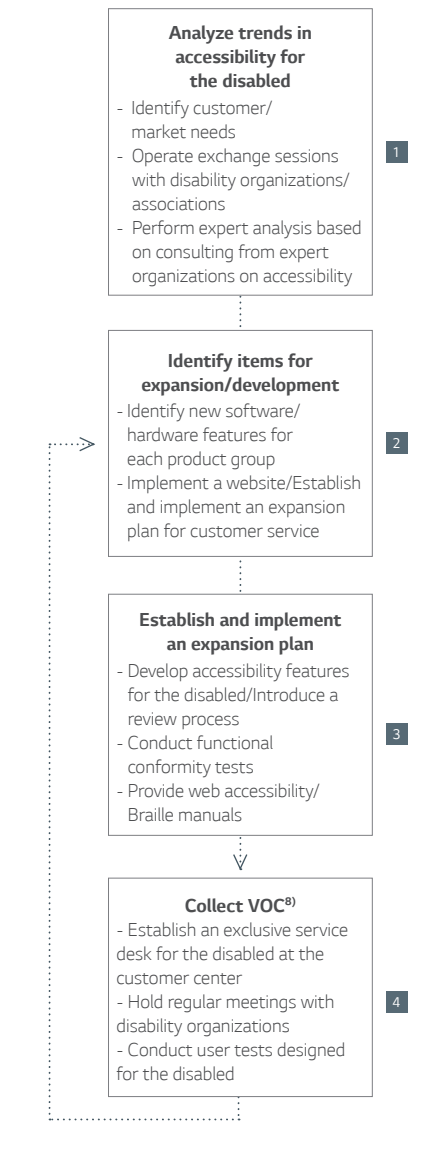 Analyze trends in
accessibility for
the disabled
- Identify customer/
market needs
- Operate exchange sessions
with disability organizations/
associations
- Perform expert analysis based
on consulting from expert
organizations on accessibility
1
Identify items for
expansion/development
- Identify new software/
hardware features for
each product group
- Implement a website/Establish
and implement an expansion
plan for customer service
2
Establish and implement
an expansion plan
- Develop accessibility features
for the disabled/Introduce a
review process
- Conduct functional
conformity tests
- Provide web accessibility/
Braille manuals
3
Collect VOC⁸⁾
- Establish an exclusive service
desk for the disabled at the
customer center
- Hold regular meetings with
disability organizations
- Conduct user tests designed
for the disabled
4